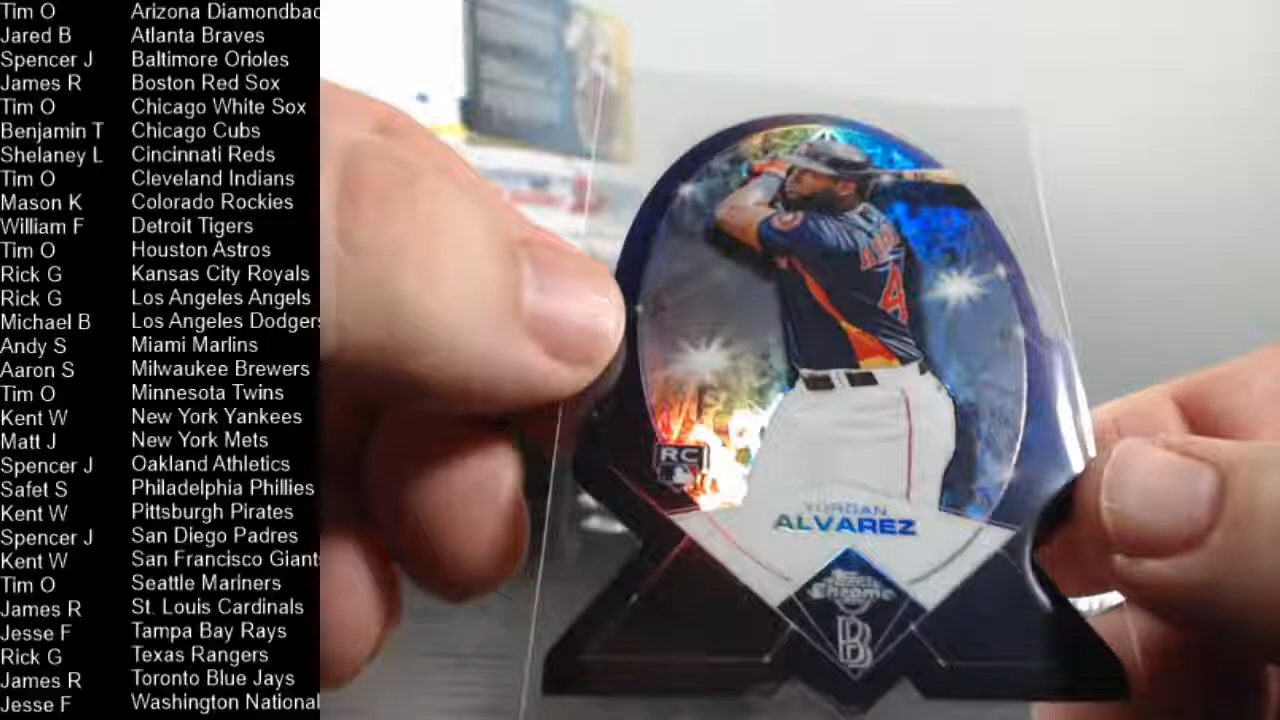 Tim O Arizona Diamondbac
Jared B Atlanta Braves
Spencer J Baltimore Orioles
James R Boston Red Sox
Tim O Chicago White Sox
Benjamin T Chicago Cubs
Shelaney L Cincinnati Reds
Tim O Cleveland Indians
Mason K Colorado Rockies
William F Detroit Tigers
Tim O Houston Astros
Rick G Kansas City Royals
Rick G Los Angeles Angels
Michael B Los Angeles Dodgers
Andy S Miami Marlins
Aaron S Milwaukee Brewers
Tim O Minnesota Twins
Kent W New York Yankees
Matt J New York Mets
Spencer J Oakland Athletics
Safet S Philadelphia Phillies
Kent W Pittsburgh Pirates
Spencer J San Diego Padres
Kent W San Francisco Giants
Tim O Seattle Mariners
James R St. Louis Cardinals
Jesse F Tampa Bay Rays
Rick G Texas Rangers
James R Toronto Blue Jays
Jesse F Washington National
4
RC
YORDAN
ALVAREZ
Chrome
B